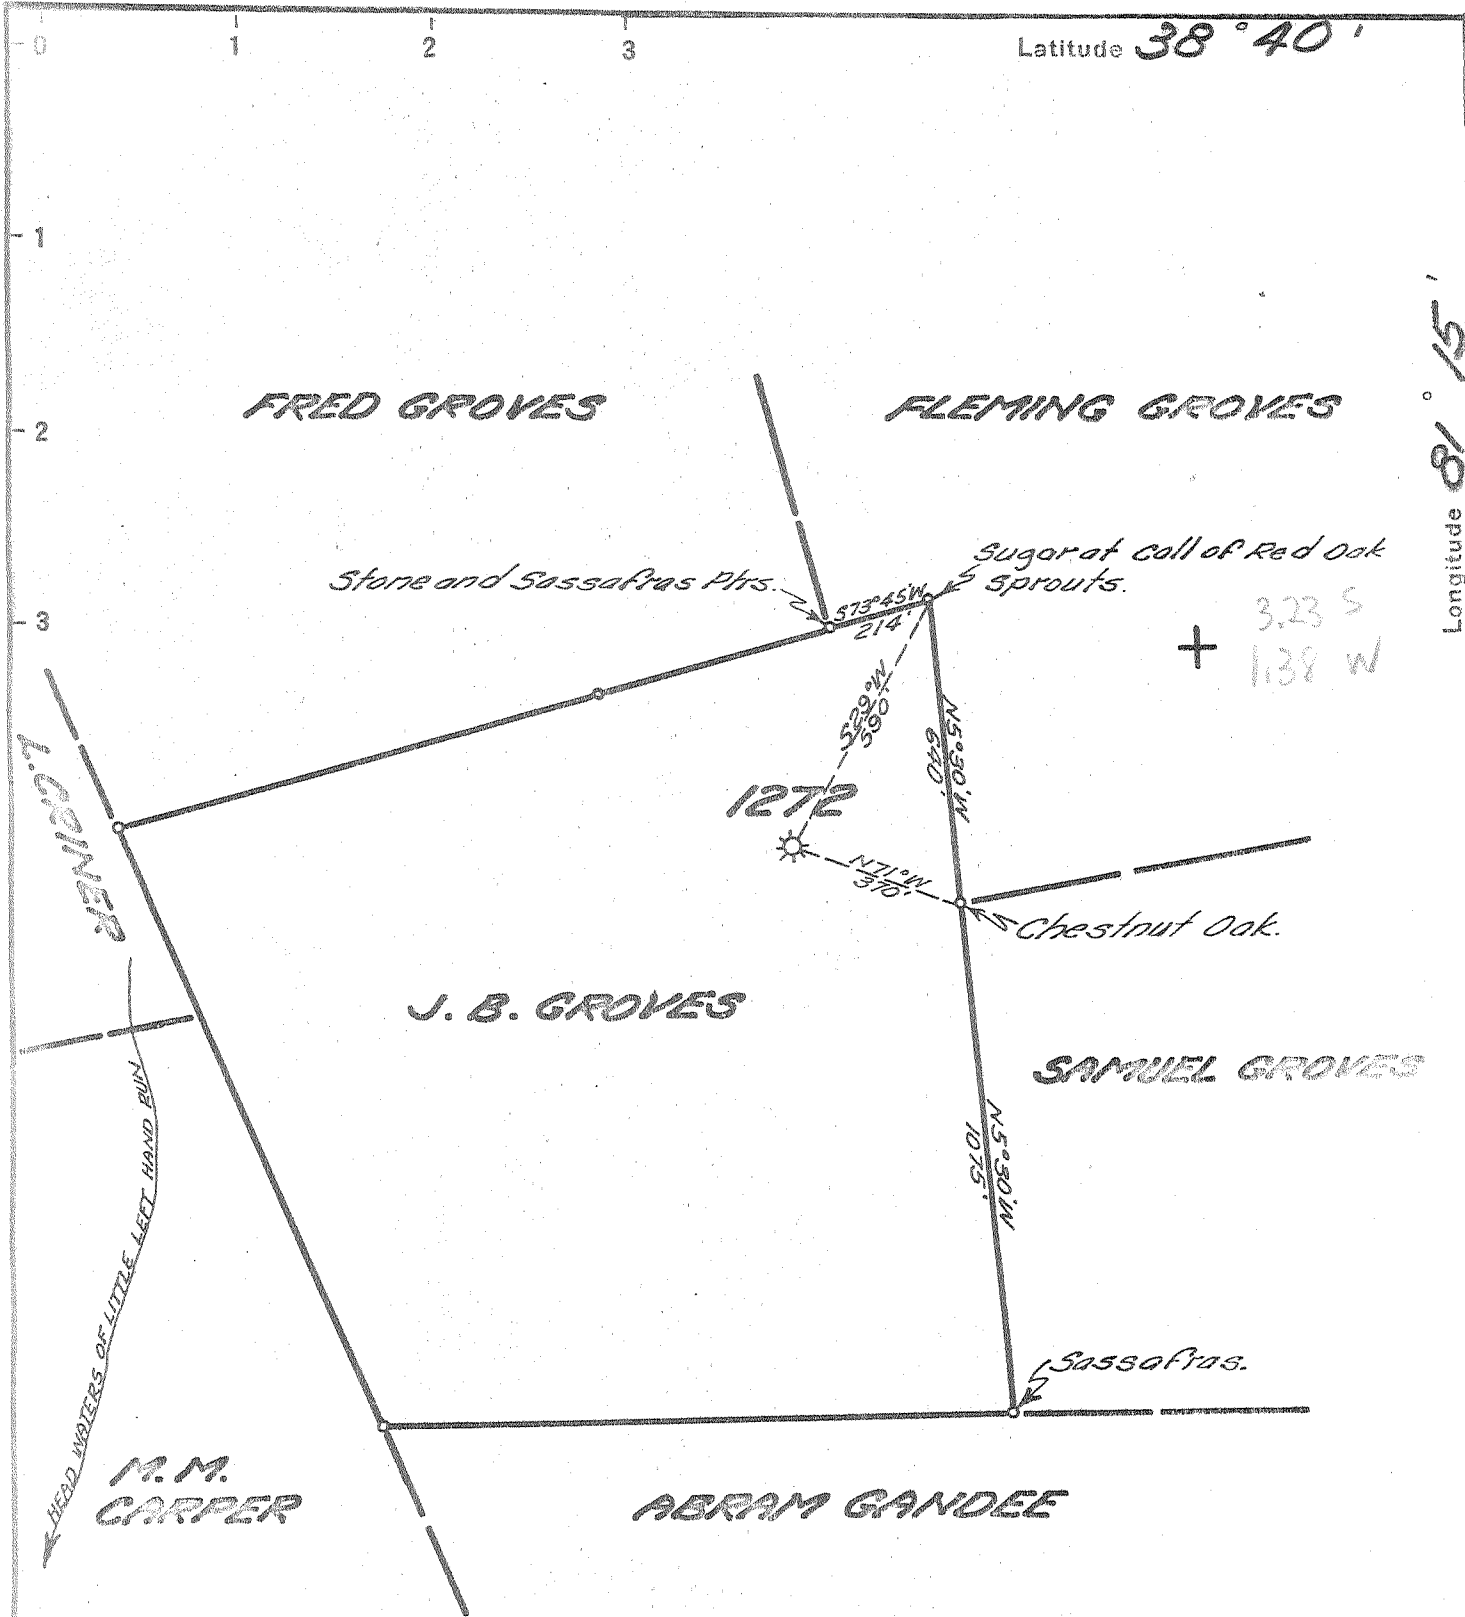 0 1 2 3
Latitude 38° 40'
1
2
3
Longitude 81° 15'
FRED GROVES
FLEMING GROVES
Sugar at call of Red Oak
Sprouts.
Stone and Sassafras Ptrs.
S73°45'W
214'
3.23 S
1.38 W
S29°W
590'
N5°30'W
640'
1272
N71°W
370'
Chestnut Oak.
L. CRINER
J. B. GROVES
SAMUEL GROVES
N5°30'W
1075'
HEAD WATERS OF LITTLE LEFT HAND RUN
Sassafras.
M. M.
CARPER
ABRAM GANDEE